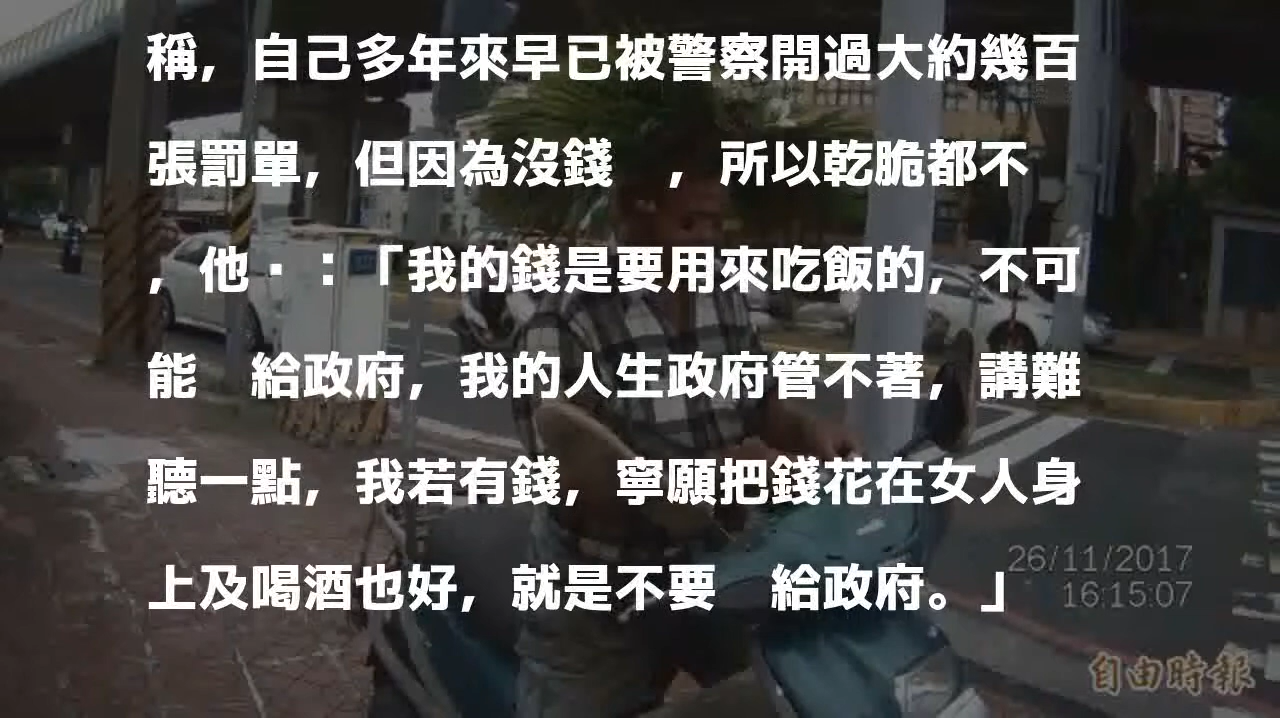 稱，自己多年來早已被警察開過大約幾百
張罰單，但因為沒錢　，所以乾脆都不
，他‧：「我的錢是要用來吃飯的，不可
能　給政府，我的人生政府管不著，講難
聽一點，我若有錢，寧願把錢花在女人身
上及喝酒也好，就是不要　給政府。」
26/11/2017
16:15:07
自由時報